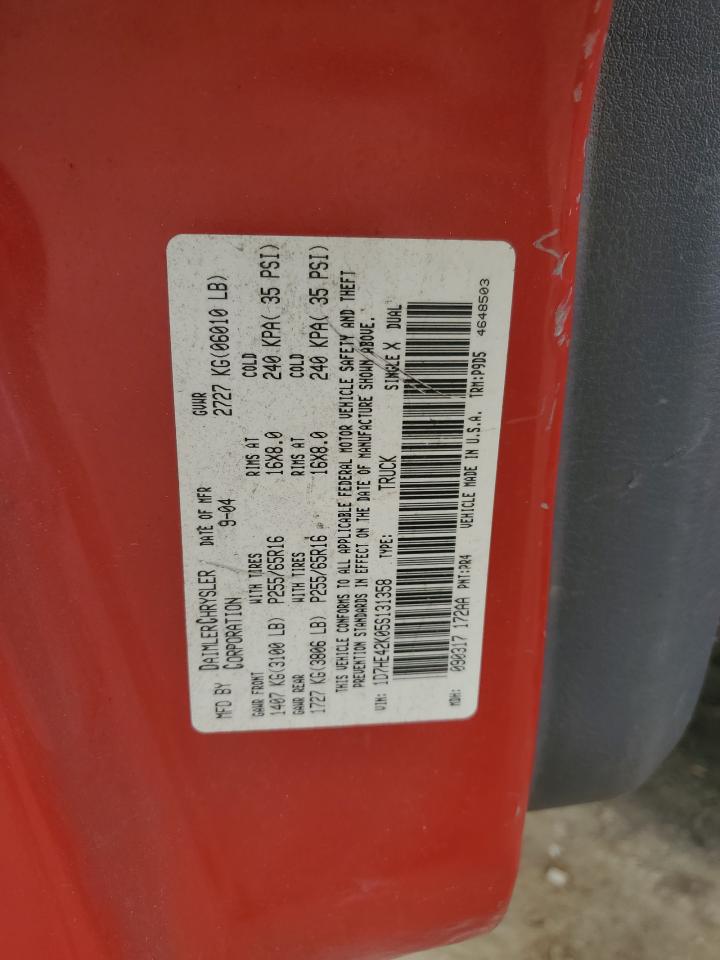 MFD BY DAIMLERCHRYSLER CORPORATION DATE OF MFR 9-04 GVWR 2727 KG(06010 LB)
GAWR FRONT WITH TIRES RIMS AT COLD
1407 KG(3100 LB) P255/65R16 16X8.0 240 KPA( 35 PSI)
GAWR REAR WITH TIRES RIMS AT COLD
1727 KG(3806 LB) P255/65R16 16X8.0 240 KPA( 35 PSI)
THIS VEHICLE CONFORMS TO ALL APPLICABLE FEDERAL MOTOR VEHICLE SAFETY AND THEFT
PREVENTION STANDARDS IN EFFECT ON THE DATE OF MANUFACTURE SHOWN ABOVE.
VIN: 1D7HE42K05S131358 TYPE: TRUCK SINGLE X DUAL
MDH: 090317 172AA PNT:PR4 VEHICLE MADE IN U.S.A. TRM:P9D5 4648503